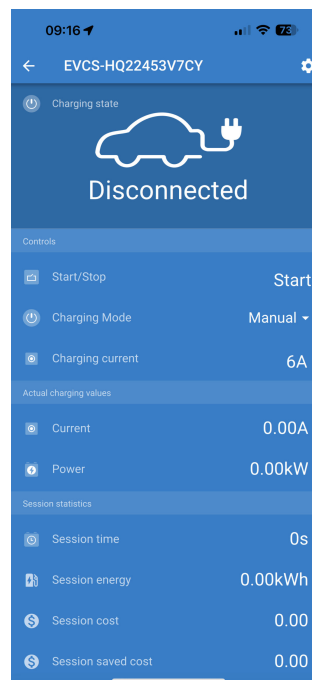 09:16
73
EVCS-HQ22453V7CY
Charging state
Disconnected
Controls
Start/Stop Start
Charging Mode Manual
Charging current 6A
Actual charging values
Current 0.00A
Power 0.00kW
Session statistics
Session time 0s
Session energy 0.00kWh
Session cost 0.00
Session saved cost 0.00